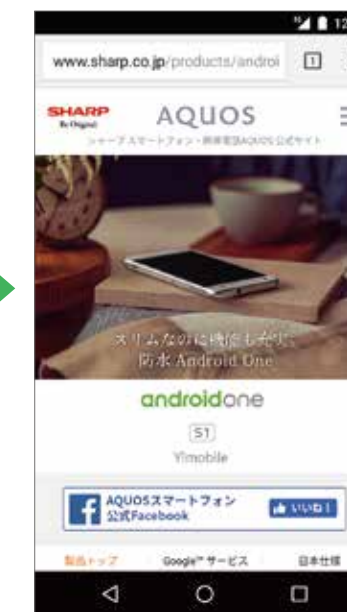 12
www.sharp.co.jp/products/androi
1
SHARP
Be Original.
AQUOS
シャープスマートフォン・携帯電話AQUOS公式サイト
スリムなのに機能も充実。
防水 Android One
androidone
S1
Y!mobile
AQUOSスマートフォン
公式Facebook
いいね！
製品トップ
Google™ サービス
日本仕様